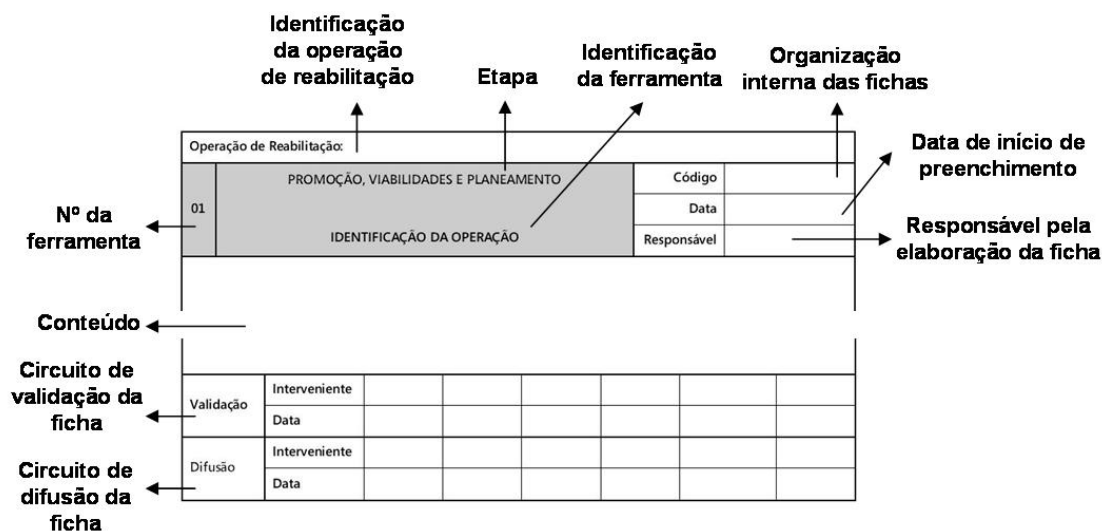 Identificação
da operação
de reabilitação
Etapa
Identificação
da ferramenta
Organização
interna das fichas
Data de início de
preenchimento
Responsável pela
elaboração da ficha
Nº da
ferramenta
Conteúdo
Circuito de
validação da
ficha
Circuito de
difusão da
ficha
Operação de Reabilitação:
01
PROMOÇÃO, VIABILIDADES E PLANEAMENTO
IDENTIFICAÇÃO DA OPERAÇÃO
Código
Data
Responsável
Validação
Interveniente
Data
Difusão
Interveniente
Data